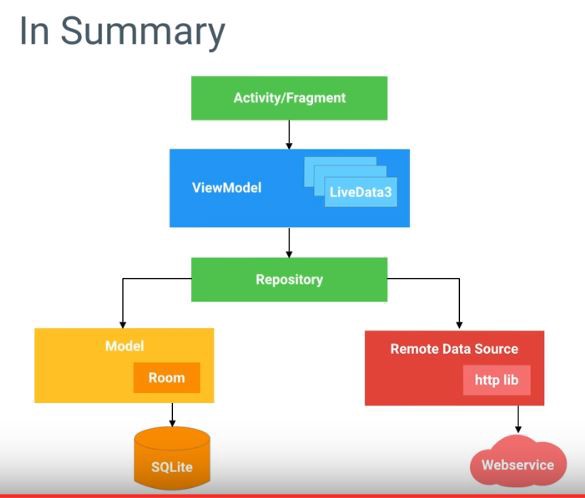 In Summary
Activity/Fragment
ViewModel
LiveData3
Repository
Model
Room
Remote Data Source
http lib
SQLite
Webservice